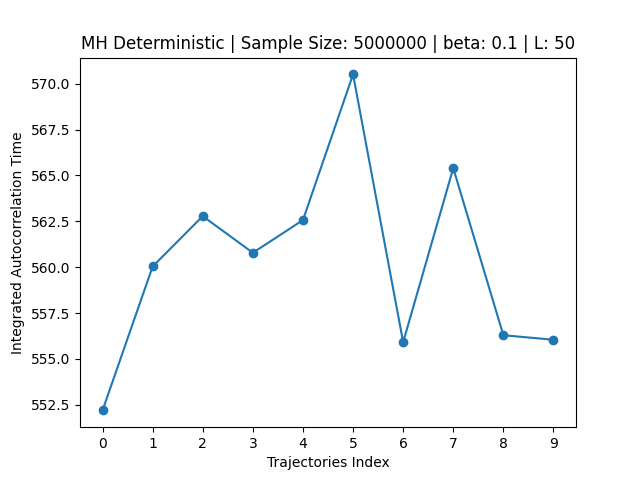 MH Deterministic | Sample Size: 5000000 | beta: 0.1 | L: 50
570.0
567.5
565.0
562.5
560.0
557.5
555.0
552.5
Integrated Autocorrelation Time
0 1 2 3 4 5 6 7 8 9
Trajectories Index